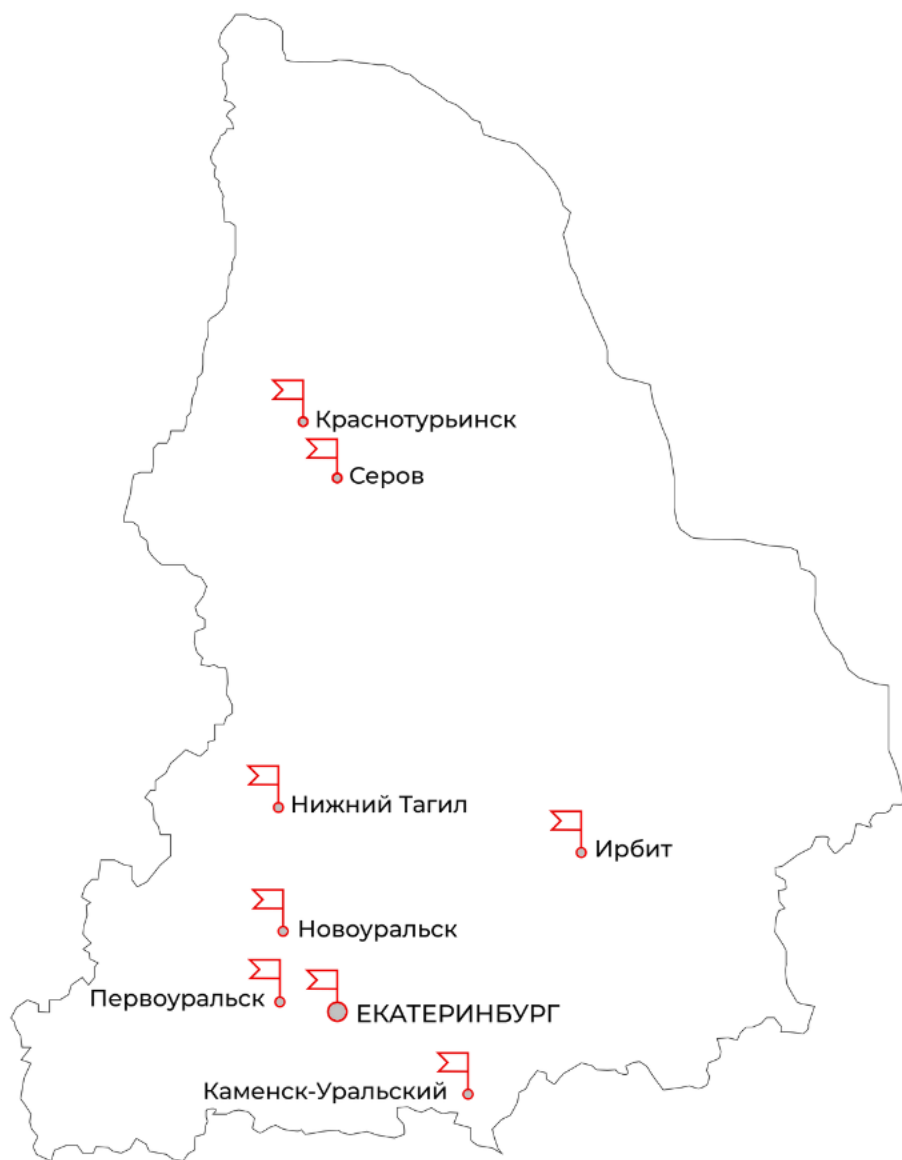 Краснотурьинск
Серов
Нижний Тагил
Ирбит
Новоуральск
Первоуральск
ЕКАТЕРИНБУРГ
Каменск-Уральский